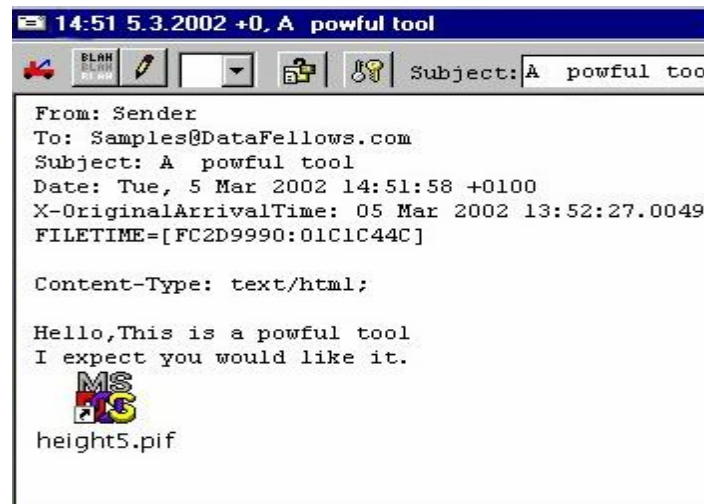 14:51 5.3.2002 +0, A  powful tool
BLAH
BLAH
BLAH
Subject: A  powful too
From: Sender
To: Samples@DataFellows.com
Subject: A  powful tool
Date: Tue, 5 Mar 2002 14:51:58 +0100
X-OriginalArrivalTime: 05 Mar 2002 13:52:27.0049
FILETIME=[FC2D9990:01C1C44C]
Content-Type: text/html;
Hello,This is a powful tool
I expect you would like it.
MS
DOS
height5.pif